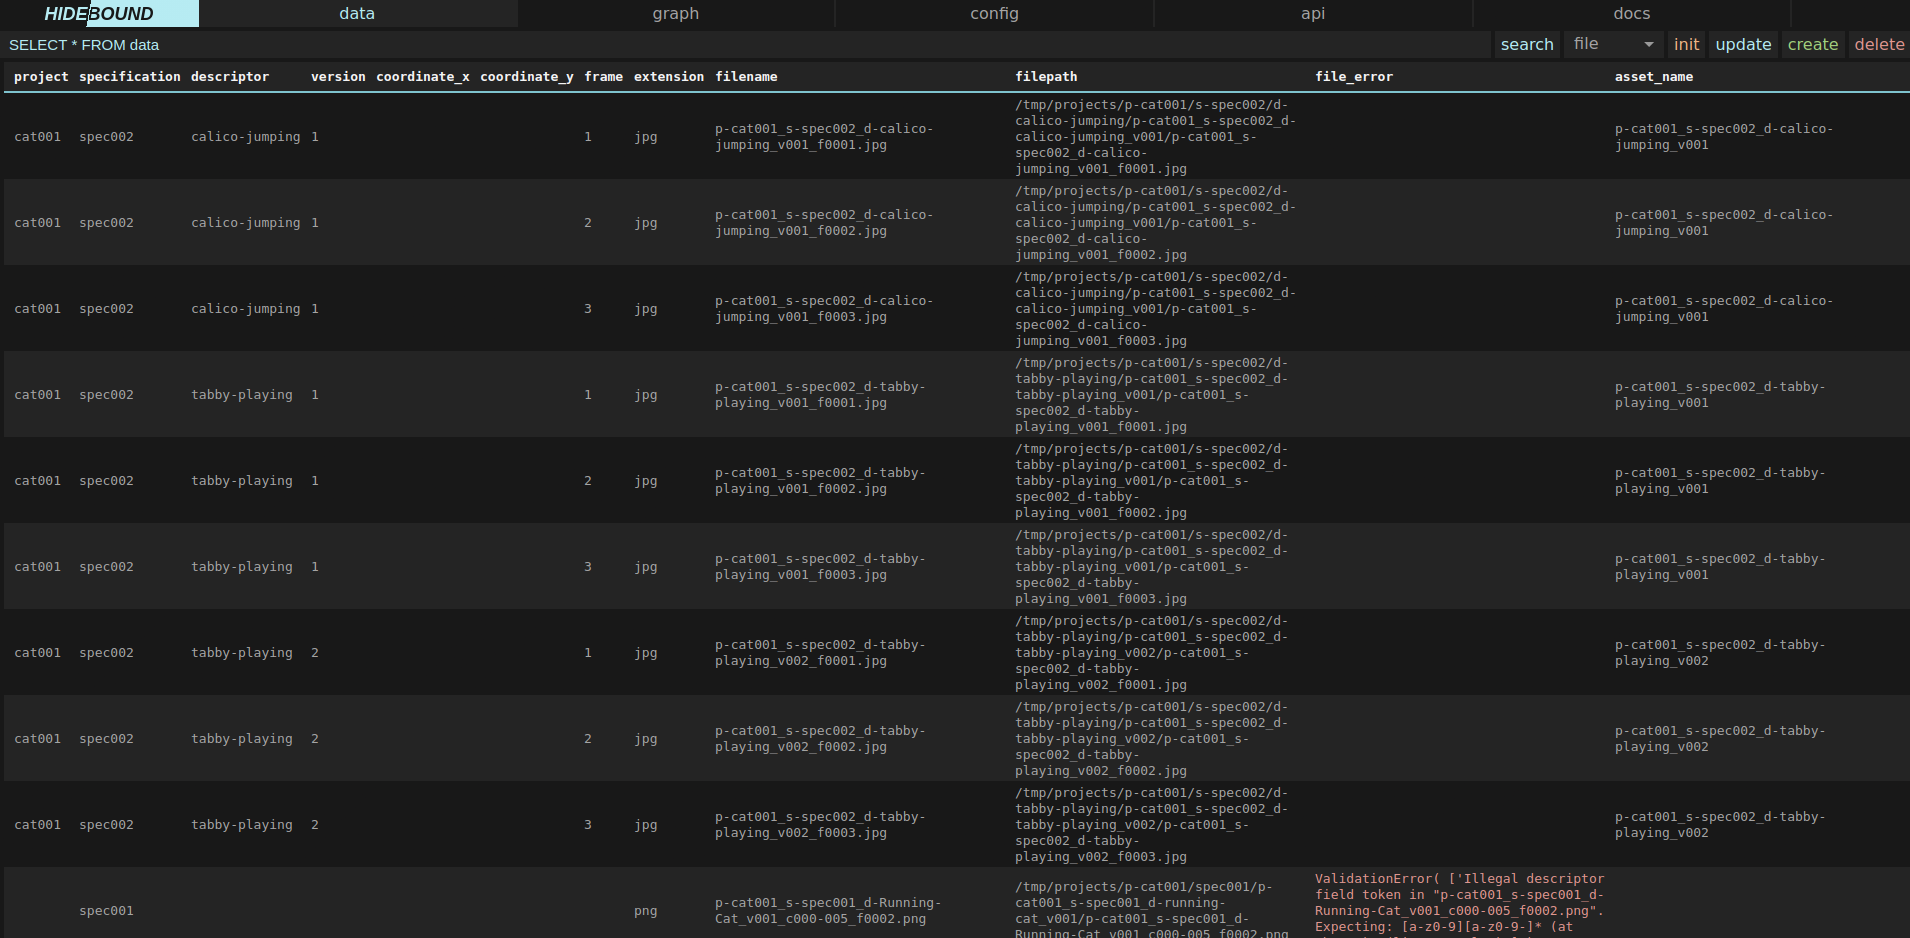 HIDEBOUND data graph config api docs
SELECT * FROM data search file init update create delete
project specification descriptor version coordinate_x coordinate_y frame extension filename filepath file_error asset_name
cat001 spec002 calico-jumping 1 1 jpg
p-cat001_s-spec002_d-calico-
jumping_v001_f0001.jpg
/tmp/projects/p-cat001/s-spec002/d-
calico-jumping/p-cat001_s-spec002_d-
calico-jumping_v001/p-cat001_s-
spec002_d-calico-
jumping_v001_f0001.jpg
p-cat001_s-spec002_d-calico-
jumping_v001
cat001 spec002 calico-jumping 1 2 jpg
p-cat001_s-spec002_d-calico-
jumping_v001_f0002.jpg
/tmp/projects/p-cat001/s-spec002/d-
calico-jumping/p-cat001_s-spec002_d-
calico-jumping_v001/p-cat001_s-
spec002_d-calico-
jumping_v001_f0002.jpg
p-cat001_s-spec002_d-calico-
jumping_v001
cat001 spec002 calico-jumping 1 3 jpg
p-cat001_s-spec002_d-calico-
jumping_v001_f0003.jpg
/tmp/projects/p-cat001/s-spec002/d-
calico-jumping/p-cat001_s-spec002_d-
calico-jumping_v001/p-cat001_s-
spec002_d-calico-
jumping_v001_f0003.jpg
p-cat001_s-spec002_d-calico-
jumping_v001
cat001 spec002 tabby-playing 1 1 jpg
p-cat001_s-spec002_d-tabby-
playing_v001_f0001.jpg
/tmp/projects/p-cat001/s-spec002/d-
tabby-playing/p-cat001_s-spec002_d-
tabby-playing_v001/p-cat001_s-
spec002_d-tabby-
playing_v001_f0001.jpg
p-cat001_s-spec002_d-tabby-
playing_v001
cat001 spec002 tabby-playing 1 2 jpg
p-cat001_s-spec002_d-tabby-
playing_v001_f0002.jpg
/tmp/projects/p-cat001/s-spec002/d-
tabby-playing/p-cat001_s-spec002_d-
tabby-playing_v001/p-cat001_s-
spec002_d-tabby-
playing_v001_f0002.jpg
p-cat001_s-spec002_d-tabby-
playing_v001
cat001 spec002 tabby-playing 1 3 jpg
p-cat001_s-spec002_d-tabby-
playing_v001_f0003.jpg
/tmp/projects/p-cat001/s-spec002/d-
tabby-playing/p-cat001_s-spec002_d-
tabby-playing_v001/p-cat001_s-
spec002_d-tabby-
playing_v001_f0003.jpg
p-cat001_s-spec002_d-tabby-
playing_v001
cat001 spec002 tabby-playing 2 1 jpg
p-cat001_s-spec002_d-tabby-
playing_v002_f0001.jpg
/tmp/projects/p-cat001/s-spec002/d-
tabby-playing/p-cat001_s-spec002_d-
tabby-playing_v002/p-cat001_s-
spec002_d-tabby-
playing_v002_f0001.jpg
p-cat001_s-spec002_d-tabby-
playing_v002
cat001 spec002 tabby-playing 2 2 jpg
p-cat001_s-spec002_d-tabby-
playing_v002_f0002.jpg
/tmp/projects/p-cat001/s-spec002/d-
tabby-playing/p-cat001_s-spec002_d-
tabby-playing_v002/p-cat001_s-
spec002_d-tabby-
playing_v002_f0002.jpg
p-cat001_s-spec002_d-tabby-
playing_v002
cat001 spec002 tabby-playing 2 3 jpg
p-cat001_s-spec002_d-tabby-
playing_v002_f0003.jpg
/tmp/projects/p-cat001/s-spec002/d-
tabby-playing/p-cat001_s-spec002_d-
tabby-playing_v002/p-cat001_s-
spec002_d-tabby-
playing_v002_f0003.jpg
p-cat001_s-spec002_d-tabby-
playing_v002
spec001 png
p-cat001_s-spec001_d-Running-
Cat_v001_c000-005_f0002.png
/tmp/projects/p-cat001/spec001/p-
cat001_s-spec001_d-running-
cat_v001/p-cat001_s-spec001_d-
Running-Cat_v001_c000-005_f0002.png
ValidationError( ['Illegal descriptor
field token in "p-cat001_s-spec001_d-
Running-Cat_v001_c000-005_f0002.png".
Expecting: [a-z0-9][a-z0-9-]* (at